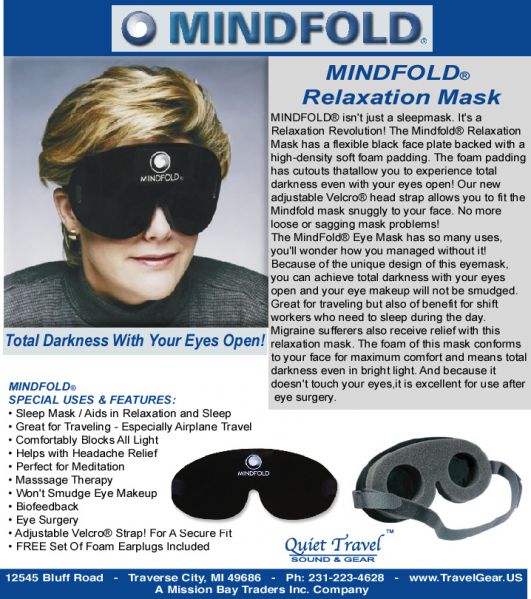 MINDFOLD®
MINDFOLD®
Relaxation Mask
MINDFOLD® isn't just a sleepmask. It's a
Relaxation Revolution! The Mindfold® Relaxation
Mask has a flexible black face plate backed with a
high-density soft foam padding. The foam padding
has cutouts thatallow you to experience total
darkness even with your eyes open! Our new
adjustable Velcro® head strap allows you to fit the
Mindfold mask snuggly to your face. No more
loose or sagging mask problems!
The MindFold® Eye Mask has so many uses,
you'll wonder how you managed without it!
Because of the unique design of this eyemask,
you can achieve total darkness with your eyes
open and your eye makeup will not be smudged.
Great for traveling but also of benefit for shift
workers who need to sleep during the day.
Migraine sufferers also receive relief with this
relaxation mask. The foam of this mask conforms
to your face for maximum comfort and means total
darkness even in bright light. And because it
doesn't touch your eyes,it is excellent for use after
eye surgery.
MINDFOLD®
Total Darkness With Your Eyes Open!
MINDFOLD®
SPECIAL USES & FEATURES:
• Sleep Mask / Aids in Relaxation and Sleep
• Great for Traveling - Especially Airplane Travel
• Comfortably Blocks All Light
• Helps with Headache Relief
• Perfect for Meditation
• Masssage Therapy
• Won't Smudge Eye Makeup
• Biofeedback
• Eye Surgery
• Adjustable Velcro® Strap! For A Secure Fit
• FREE Set Of Foam Earplugs Included
MINDFOLD®
Quiet Travel™
SOUND & GEAR
12545 Bluff Road - Traverse City, MI 49686 - Ph: 231-223-4628 - www.TravelGear.US
A Mission Bay Traders Inc. Company